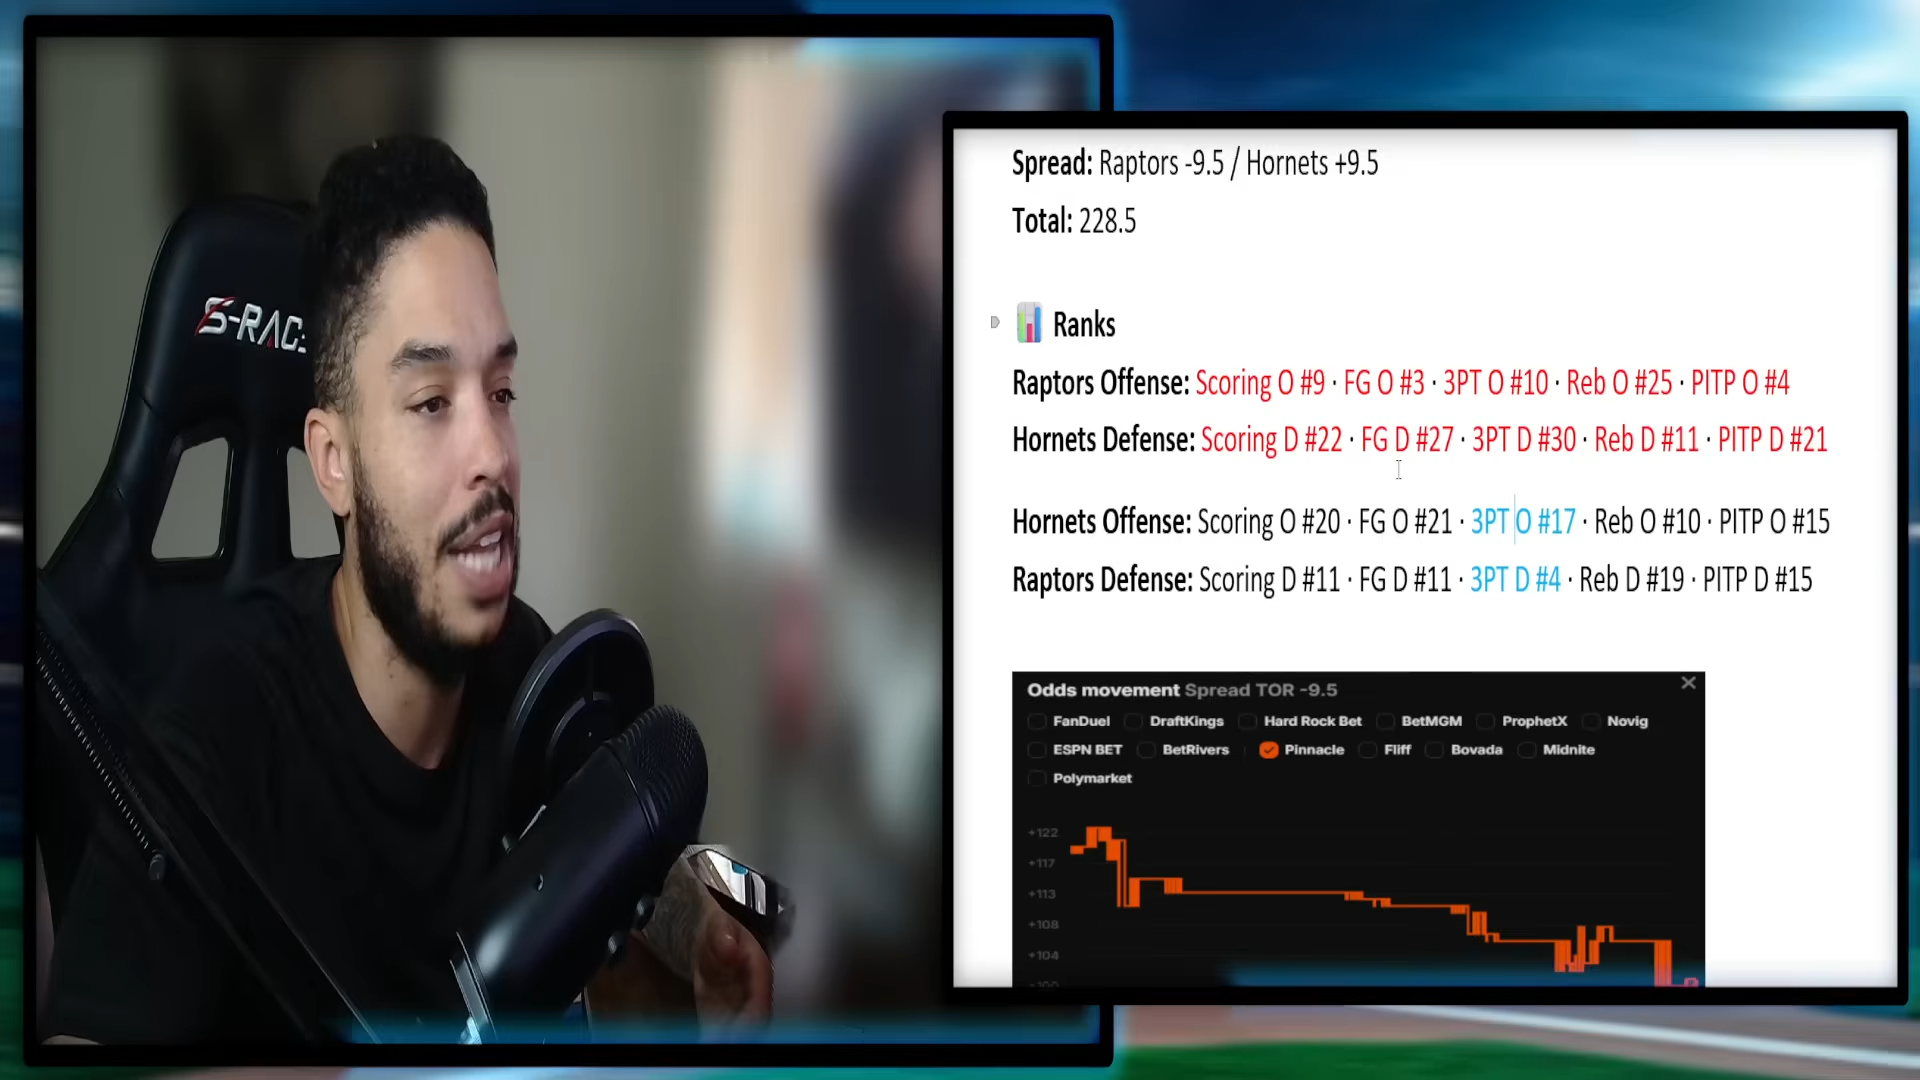 S-RAC
Spread: Raptors -9.5 / Hornets +9.5
Total: 228.5
Ranks
Raptors Offense: Scoring O #9 · FG O #3 · 3PT O #10 · Reb O #25 · PITP O #4
Hornets Defense: Scoring D #22 · FG D #27 · 3PT D #30 · Reb D #11 · PITP D #21
Hornets Offense: Scoring O #20 · FG O #21 · 3PT O #17 · Reb O #10 · PITP O #15
Raptors Defense: Scoring D #11 · FG D #11 · 3PT D #4 · Reb D #19 · PITP D #15
Odds movement Spread TOR -9.5
FanDuel DraftKings Hard Rock Bet BetMGM ProphetX Novig
ESPN BET BetRivers Pinnacle Fliff Bovada Midnite
Polymarket
+122
+117
+113
+108
+104